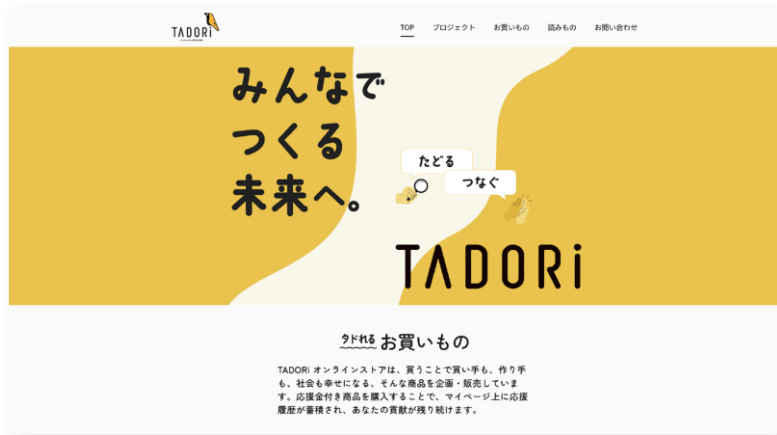 TADORi
TOP
プロジェクト
お買いもの
読みもの
お問い合わせ
みんなで
つくる
未来へ。
たどる
つなぐ
TADORi
タドれる お買いもの
TADORi オンラインストアは、買うことで買い手も、作り手
も、社会も幸せになる、そんな商品を企画・販売していま
す。応援金付き商品を購入することで、マイページ上に応援
履歴が蓄積され、あなたの貢献が残り続けます。